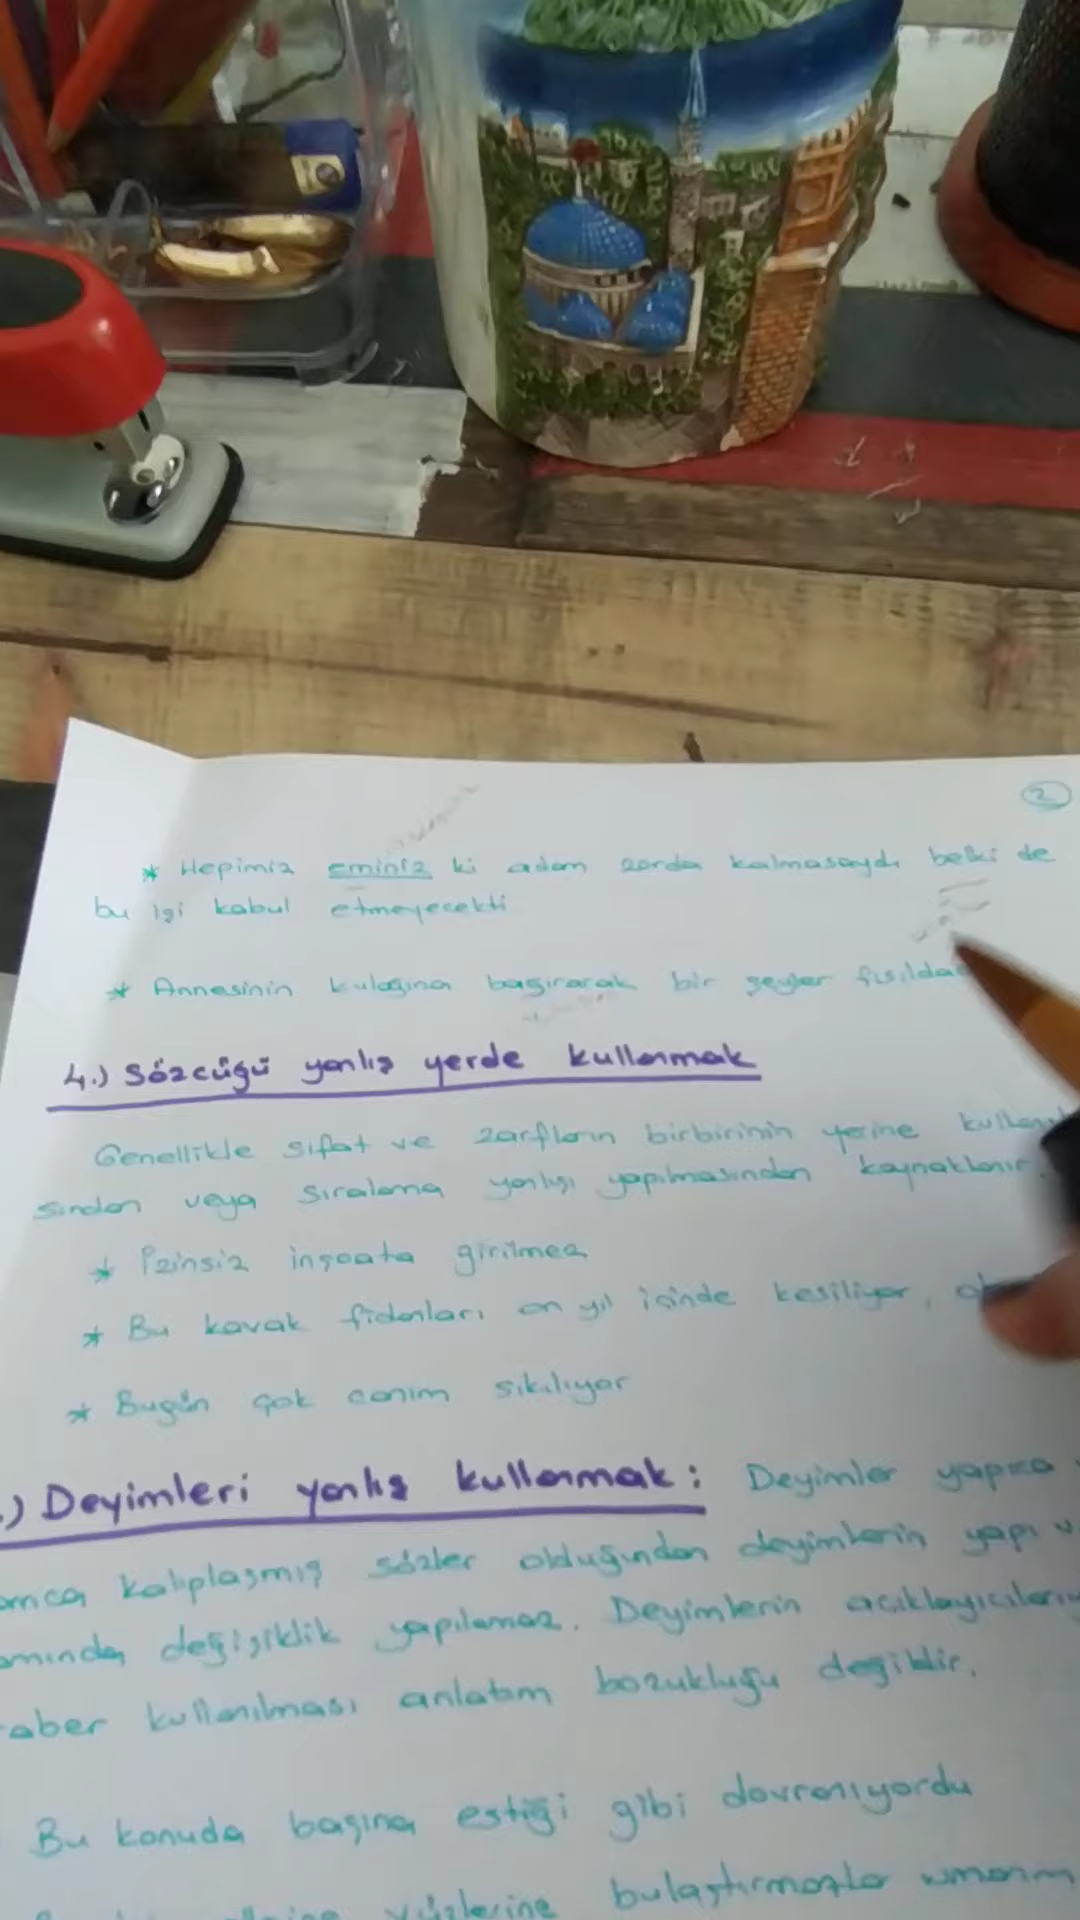 2
* Hepimiz eminiz ki adam zorda kalmasaydı belki de
bu işi kabul etmeyecekti
* Annesinin kulağına bağırarak bir şeyler
4.) Sözcüğü yanlış yerde kullanmak
Genellikle sıfat ve zarfların birbirinin yerine
sından veya sıralama yanlışı yapılmasından kaynaklanır.
* İzinsiz inşaata girilmez
* Bu kavak fidanları on yıl içinde kesiliyor,
* Bugün çok canım sıkılıyor
.) Deyimleri yanlış kullanmak: Deyimler yapıca
kalıplaşmış sözler olduğundan deyimlerin yapı
değişiklik yapılamaz. Deyimlerin
kullanılması anlatım bozukluğu değildir.
Bu konuda başına estiği gibi davranıyordu
yüzlerine bulaştırmazlar umarım